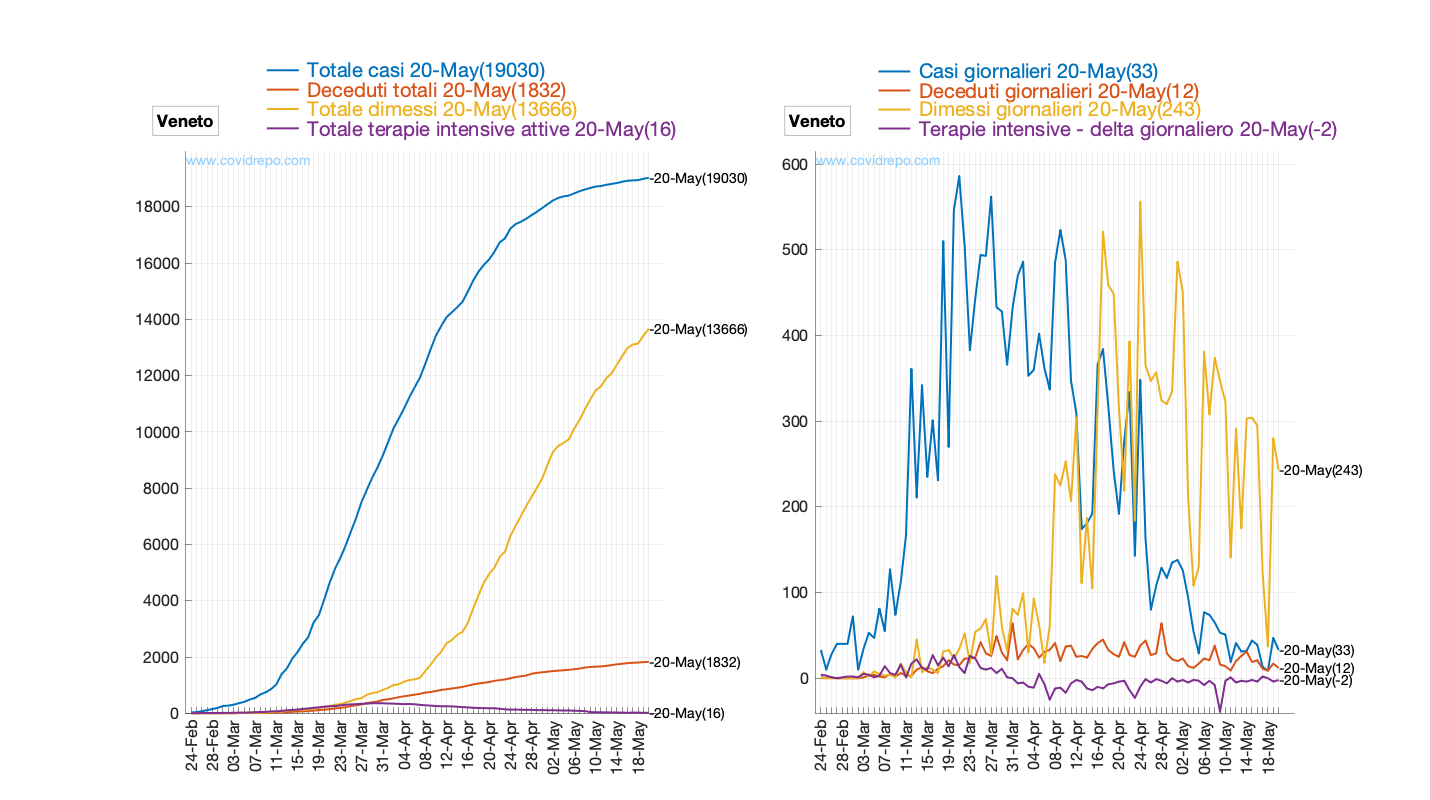 Totale casi 20-May(19030)
Deceduti totali 20-May(1832)
Totale dimessi 20-May(13666)
Totale terapie intensive attive 20-May(16)
Veneto
www.covidrepo.com
18000
16000
14000
12000
10000
8000
6000
4000
2000
0
-20-May(19030)
-20-May(13666)
-20-May(1832)
-20-May(16)
24-Feb
28-Feb
03-Mar
07-Mar
11-Mar
15-Mar
19-Mar
23-Mar
27-Mar
31-Mar
04-Apr
08-Apr
12-Apr
16-Apr
20-Apr
24-Apr
28-Apr
02-May
06-May
10-May
14-May
18-May
Casi giornalieri 20-May(33)
Deceduti giornalieri 20-May(12)
Dimessi giornalieri 20-May(243)
Terapie intensive - delta giornaliero 20-May(-2)
Veneto
www.covidrepo.com
600
500
400
300
200
100
0
-20-May(243)
-20-May(33)
-20-May(12)
-20-May(-2)
24-Feb
28-Feb
03-Mar
07-Mar
11-Mar
15-Mar
19-Mar
23-Mar
27-Mar
31-Mar
04-Apr
08-Apr
12-Apr
16-Apr
20-Apr
24-Apr
28-Apr
02-May
06-May
10-May
14-May
18-May